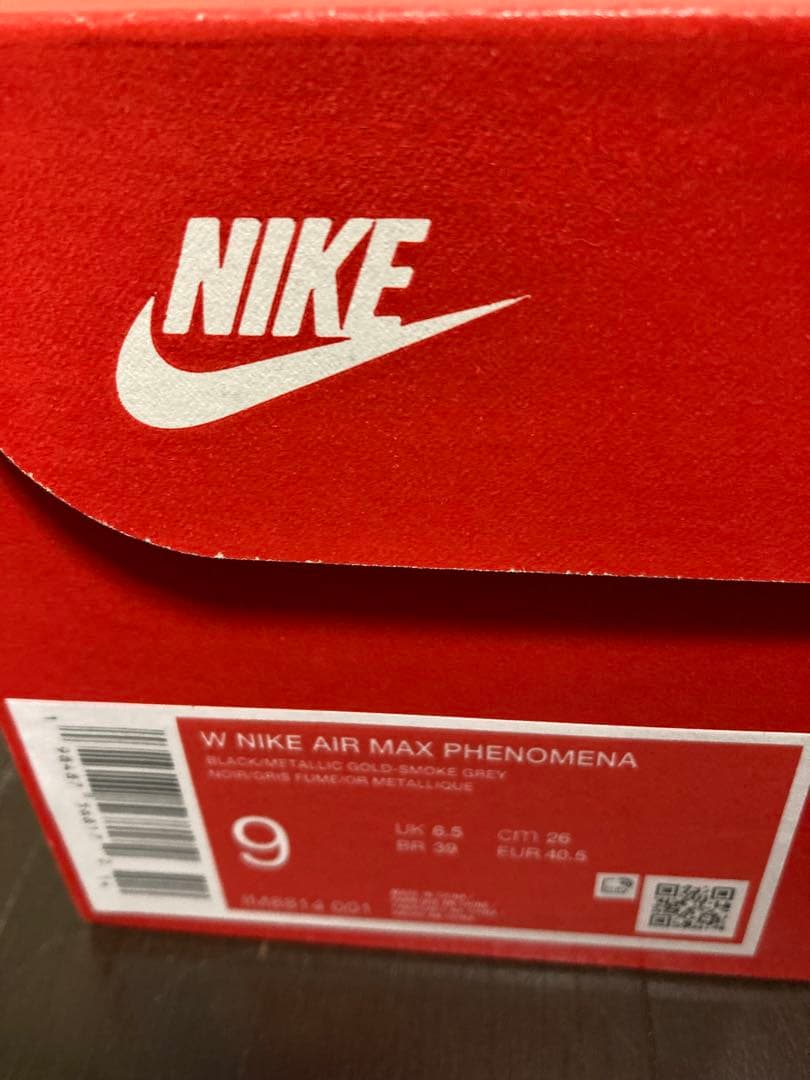 NIKE
W NIKE AIR MAX PHENOMENA
BLACK/METALLIC GOLD-SMOKE GREY
NOIR/GRIS FUME/OR METALLIQUE
9
UK 6.5 cm 26
BR 39 EUR 40.5
001